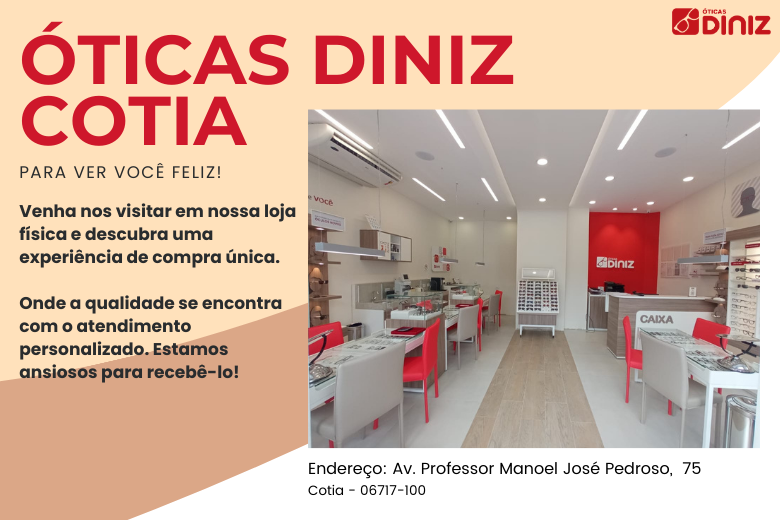 ÓTICAS
DINIZ
ÓTICAS DINIZ
COTIA
PARA VER VOCÊ FELIZ!
Venha nos visitar em nossa loja
física e descubra uma
experiência de compra única.
Onde a qualidade se encontra
com o atendimento
personalizado. Estamos
ansiosos para recebê-lo!
e você
DINIZ
CAIXA
Endereço: Av. Professor Manoel José Pedroso, 75
Cotia - 06717-100